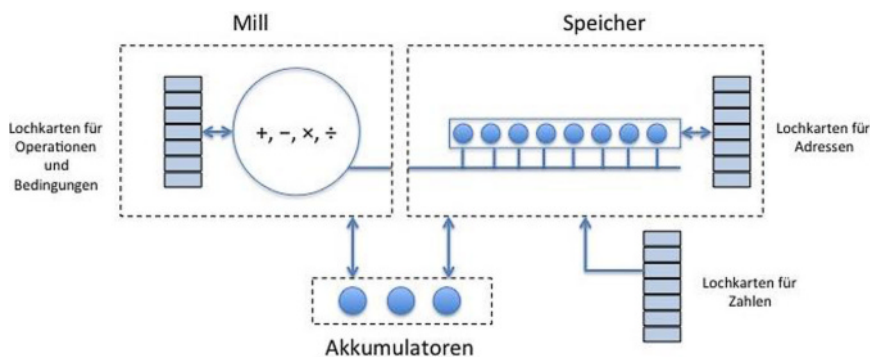 Mill
Speicher
Lochkarten für
Operationen
und
Bedingungen
+, −, ×, ÷
Lochkarten für
Adressen
Lochkarten für
Zahlen
Akkumulatoren